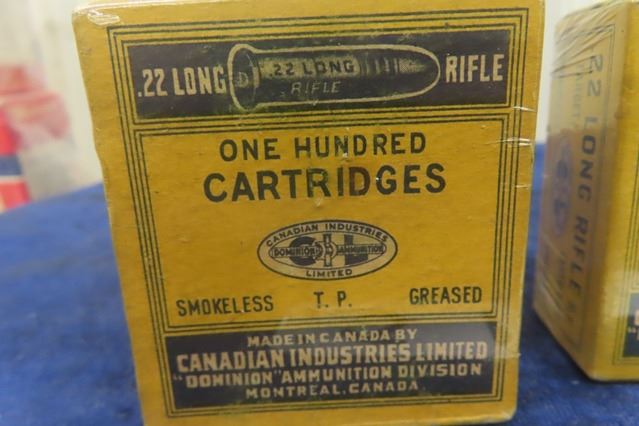 .22 LONG RIFLE
.22 LONG
RIFLE
ONE HUNDRED
CARTRIDGES
CANADIAN INDUSTRIES
CIL
DOMINION AMMUNITION
LIMITED
SMOKELESS T. P. GREASED
MADE IN CANADA BY
CANADIAN INDUSTRIES LIMITED
"DOMINION" AMMUNITION DIVISION
MONTREAL, CANADA.
22 LONG RIFLE